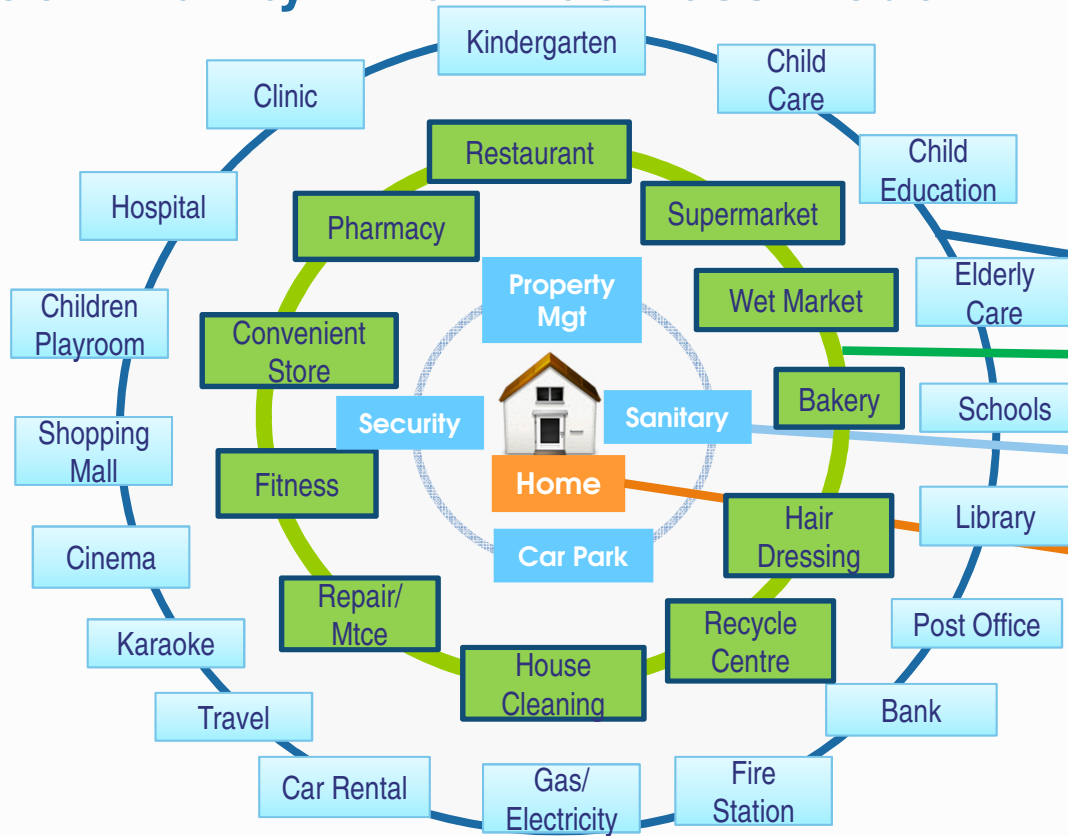 Kindergarten
Child
Care
Clinic
Child
Education
Restaurant
Hospital
Supermarket
Pharmacy
Property
Mgt
Elderly
Care
Wet Market
Children
Playroom
Convenient
Store
Bakery
Schools
Security
Sanitary
Shopping
Mall
Fitness
Home
Hair
Dressing
Library
Cinema
Car Park
Repair/
Mtce
Recycle
Centre
Post Office
Karaoke
House
Cleaning
Travel
Bank
Car Rental
Gas/
Electricity
Fire
Station